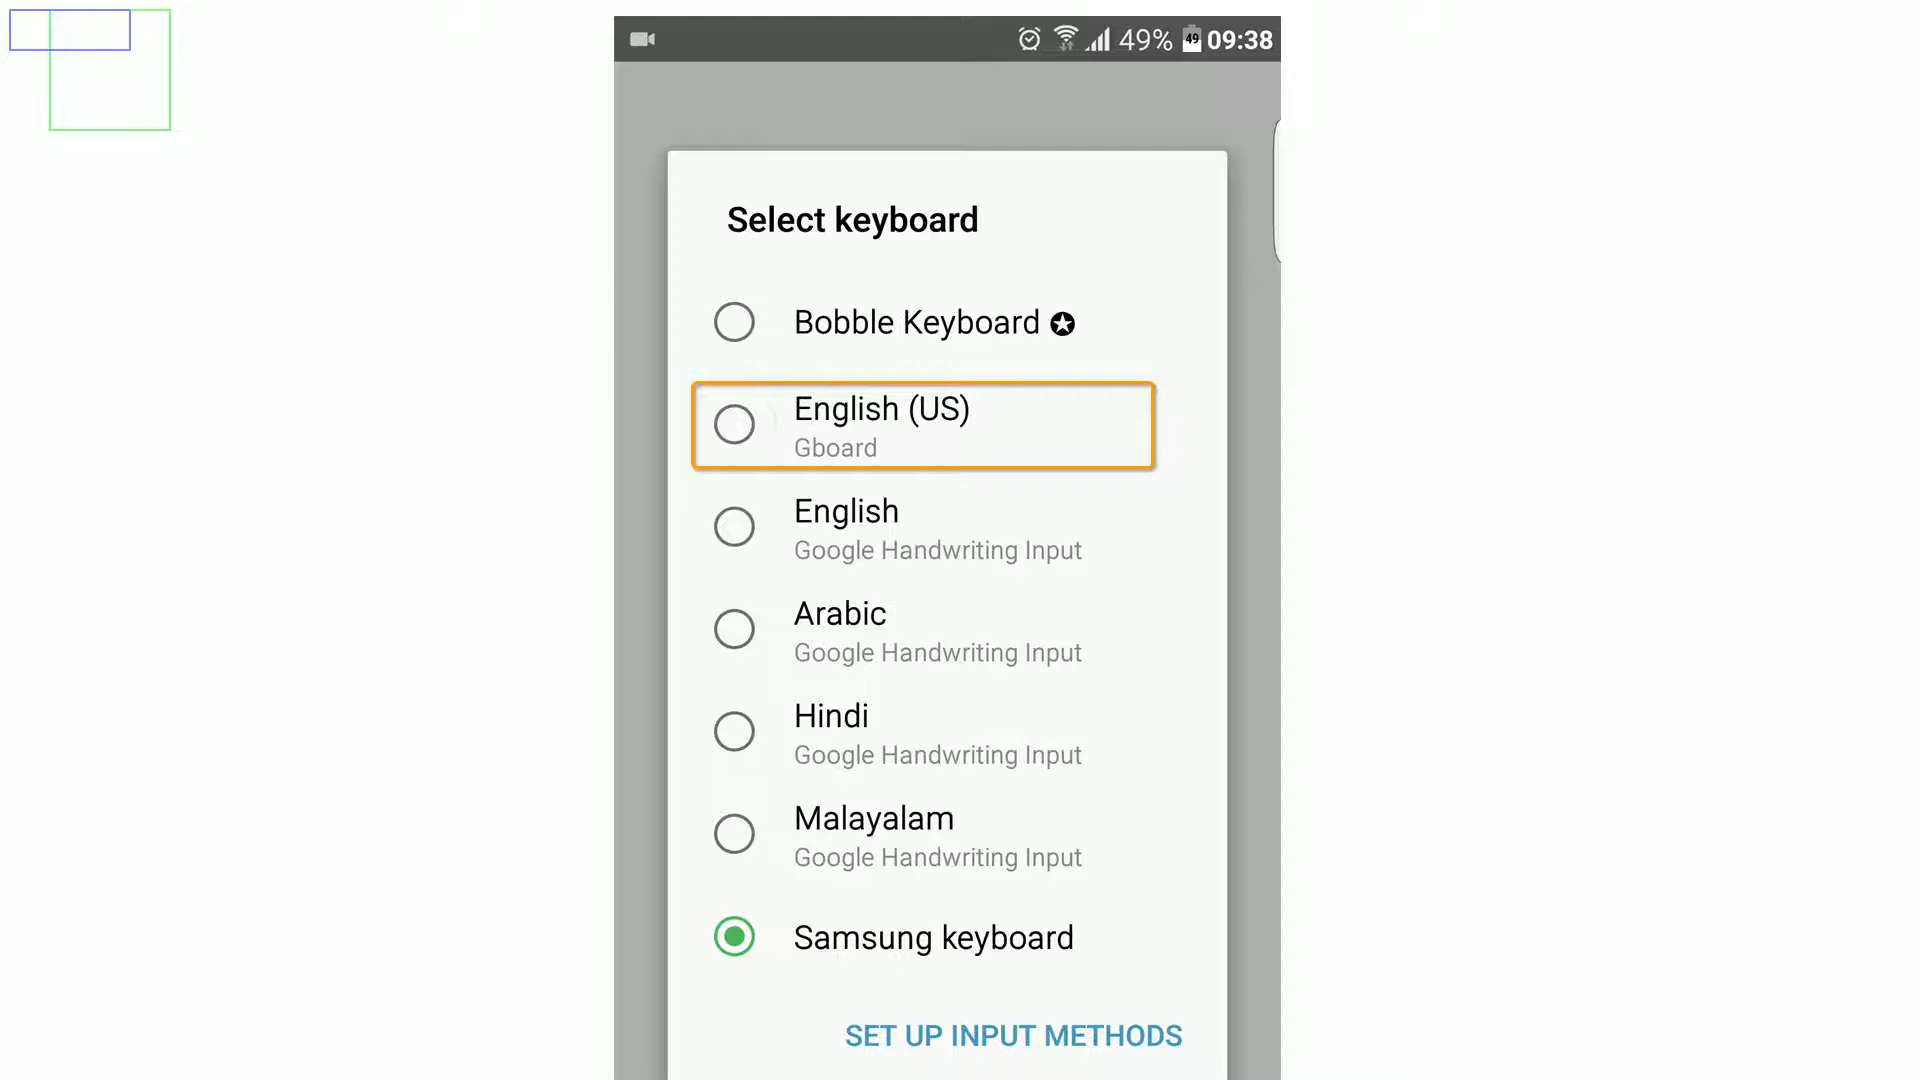 49% 49 09:38
Select keyboard
Bobble Keyboard
English (US)
Gboard
English
Google Handwriting Input
Arabic
Google Handwriting Input
Hindi
Google Handwriting Input
Malayalam
Google Handwriting Input
Samsung keyboard
SET UP INPUT METHODS